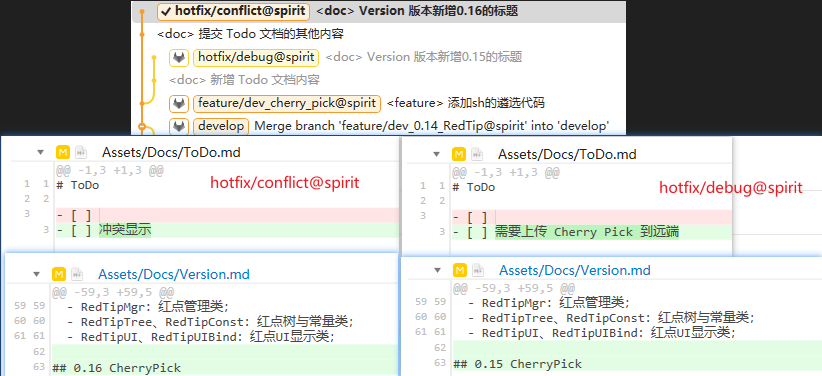 hotfix/conflict@spirit <doc> Version 版本新增0.16的标题
<doc> 提交 Todo 文档的其他内容
hotfix/debug@spirit <doc> Version 版本新增0.15的标题
<doc> 新增 Todo 文档内容
feature/dev_cherry_pick@spirit <feature> 添加sh的遴选代码
develop Merge branch 'feature/dev_0.14_RedTip@spirit' into 'develop'
M Assets/Docs/ToDo.md
@@ -1,3 +1,3 @@
1 1 # ToDo
hotfix/conflict@spirit
2 2
3 - [ ]
3 - [ ] 冲突显示
M Assets/Docs/Version.md
@@ -59,3 +59,5 @@
59 59 - RedTipMgr: 红点管理类;
60 60 - RedTipTree、RedTipConst: 红点树与常量类;
61 61 - RedTipUI、RedTipUIBind: 红点UI显示类;
62
63 ## 0.16 CherryPick
M Assets/Docs/ToDo.md
@@ -1,3 +1,3 @@
1 1 # ToDo
hotfix/debug@spirit
2 2
3 - [ ]
3 - [ ] 需要上传 Cherry Pick 到远端
M Assets/Docs/Version.md
@@ -59,3 +59,5 @@
59 59 - RedTipMgr: 红点管理类;
60 60 - RedTipTree、RedTipConst: 红点树与常量类;
61 61 - RedTipUI、RedTipUIBind: 红点UI显示类;
62
63 ## 0.15 CherryPick